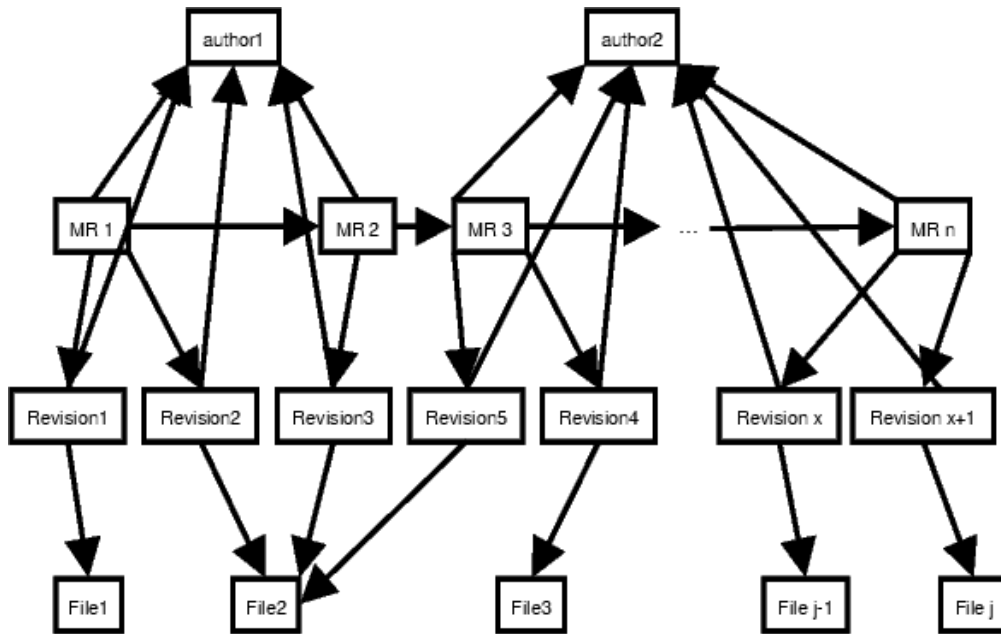 author1
author2
MR 1
MR 2
MR 3
...
MR n
Revision1
Revision2
Revision3
Revision5
Revision4
Revision x
Revision x+1
File1
File2
File3
File j-1
File j